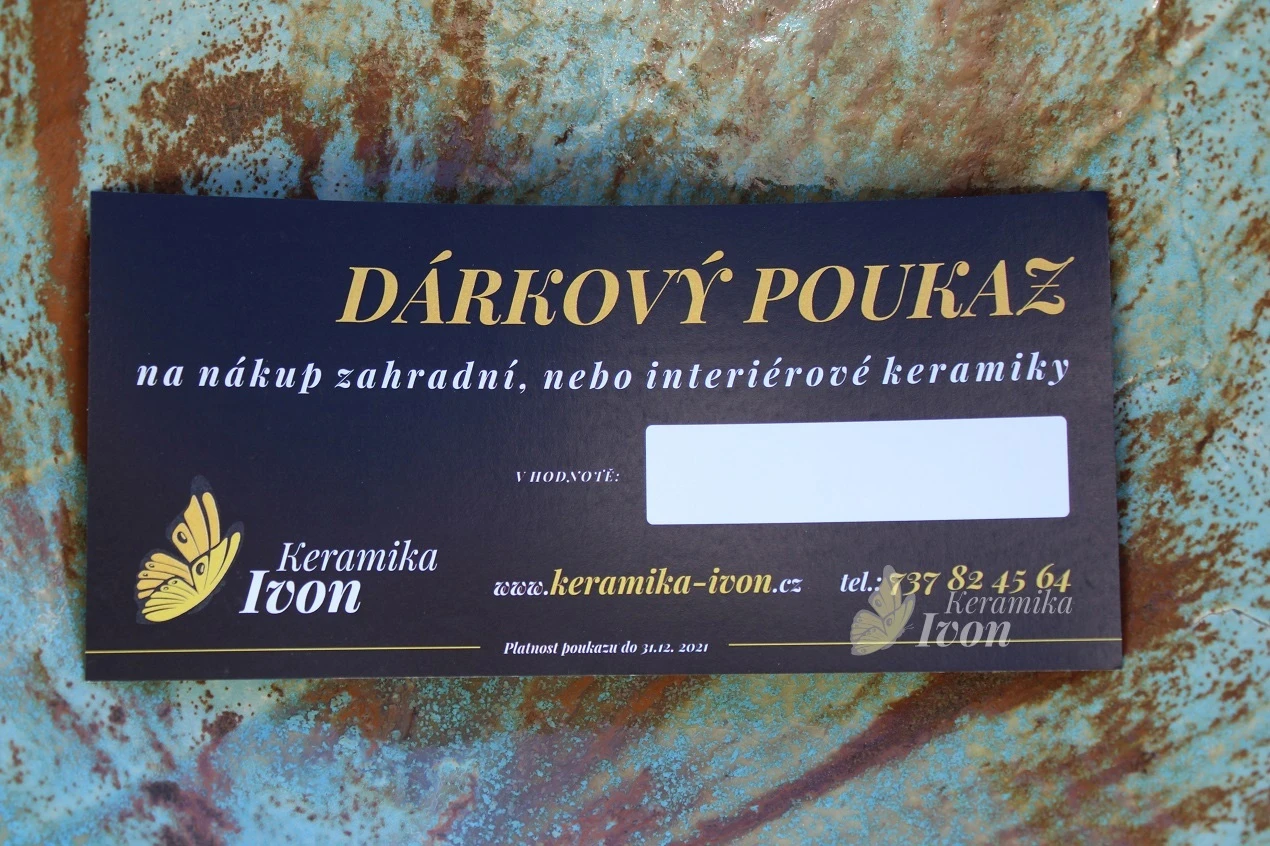 DÁRKOVÝ POUKAZ
na nákup zahradní, nebo interiérové keramiky
V HODNOTĚ:
Keramika
Ivon
www.keramika-ivon.cz tel.: 737 82 45 64
Keramika
Ivon
Platnost poukazu do 31.12. 2021